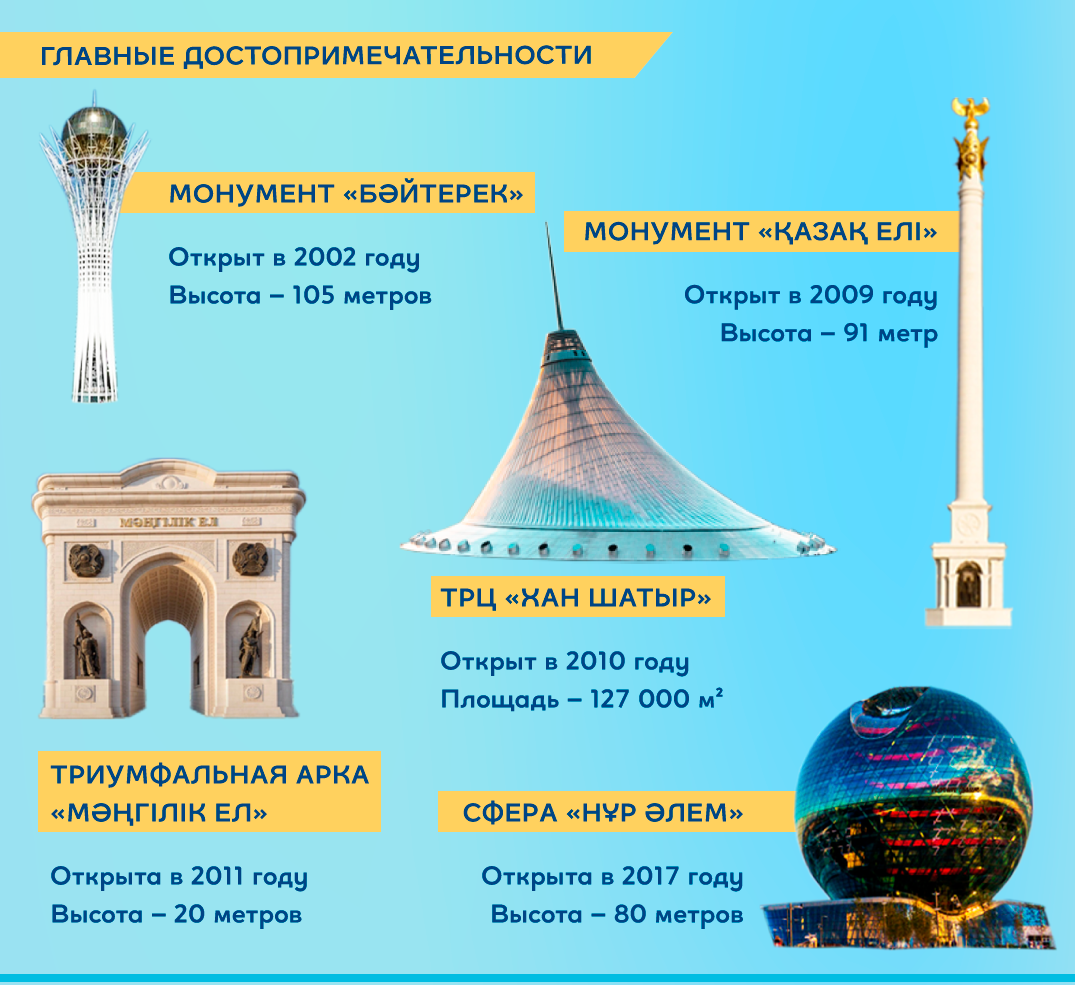 ГЛАВНЫЕ ДОСТОПРИМЕЧАТЕЛЬНОСТИ
МОНУМЕНТ «БӘЙТЕРЕК»
Открыт в 2002 году
Высота – 105 метров
МОНУМЕНТ «ҚАЗАҚ ЕЛІ»
Открыт в 2009 году
Высота – 91 метр
МӘҢГІЛІК ЕЛ
ТРЦ «ХАН ШАТЫР»
Открыт в 2010 году
Площадь – 127 000 м²
ТРИУМФАЛЬНАЯ АРКА
«МӘҢГІЛІК ЕЛ»
Открыта в 2011 году
Высота – 20 метров
СФЕРА «НҰР ӘЛЕМ»
Открыта в 2017 году
Высота – 80 метров